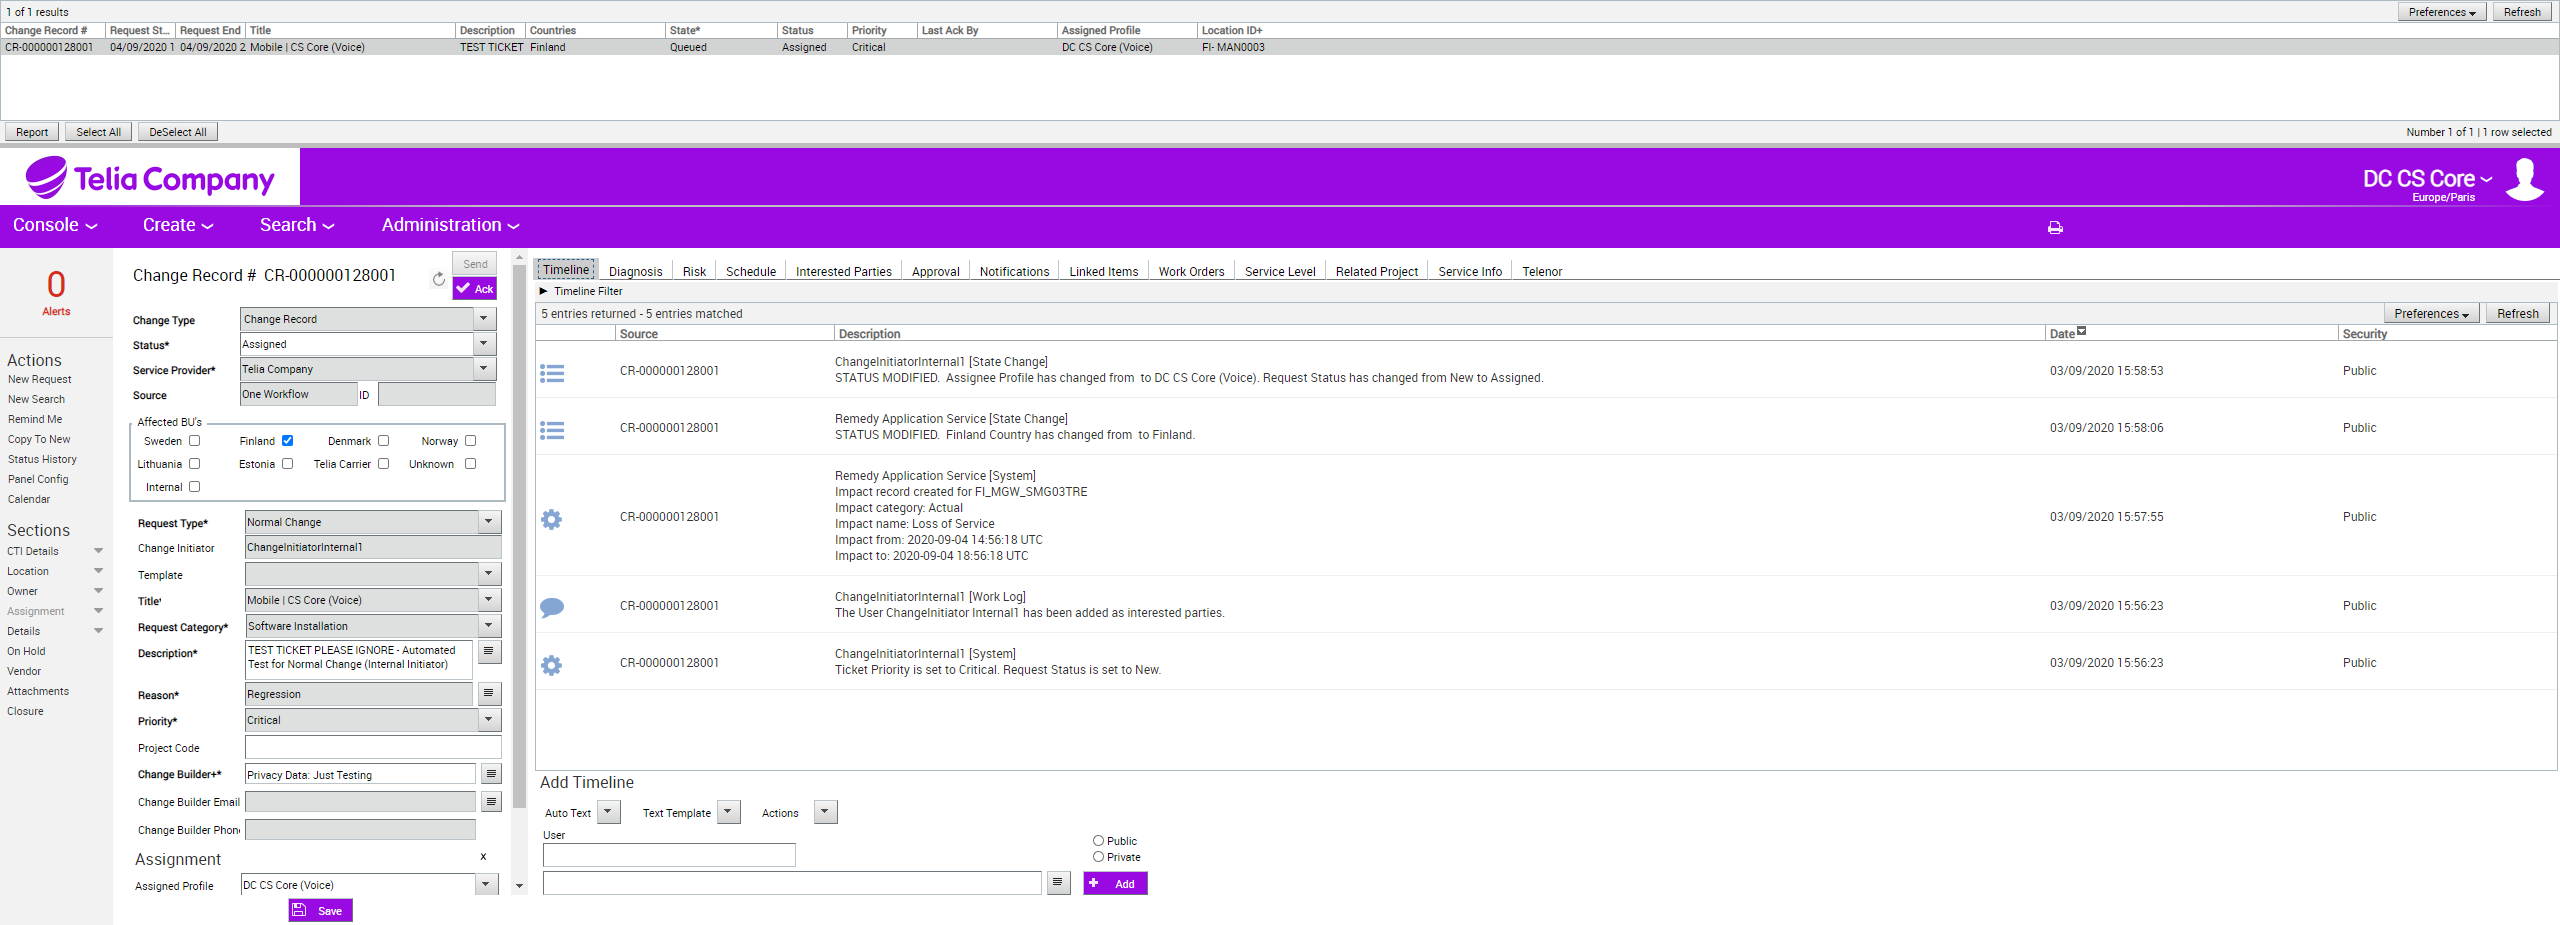 1 of 1 results
Preferences
Refresh
Change Record # Request St... Request End Title Description Countries State* Status Priority Last Ack By Assigned Profile Location ID+
CR-000000128001 04/09/2020 1 04/09/2020 2 Mobile | CS Core (Voice) TEST TICKET Finland Queued Assigned Critical DC CS Core (Voice) FI- MAN0003
Report Select All DeSelect All
Number 1 of 1 | 1 row selected
Telia Company
DC CS Core
Europe/Paris
Console Create Search Administration
0
Alerts
Actions
New Request
New Search
Remind Me
Copy To New
Status History
Panel Config
Calendar
Sections
CTI Details
Location
Owner
Assignment
Details
On Hold
Vendor
Attachments
Closure
Change Record # CR-000000128001
Send
Ack
Change Type Change Record
Status* Assigned
Service Provider* Telia Company
Source One Workflow ID
Affected BU's
Sweden Finland Denmark Norway
Lithuania Estonia Telia Carrier Unknown
Internal
Request Type* Normal Change
Change Initiator ChangeInitiatorInternal1
Template
Title* Mobile | CS Core (Voice)
Request Category* Software Installation
Description* TEST TICKET PLEASE IGNORE - Automated
Test for Normal Change (Internal Initiator)
Reason* Regression
Priority* Critical
Project Code
Change Builder+* Privacy Data: Just Testing
Change Builder Email
Change Builder Phon
Assignment x
Assigned Profile DC CS Core (Voice)
Save
Timeline Diagnosis Risk Schedule Interested Parties Approval Notifications Linked Items Work Orders Service Level Related Project Service Info Telenor
Timeline Filter
5 entries returned - 5 entries matched
Preferences
Refresh
Source Description Date Security
CR-000000128001
ChangeInitiatorInternal1 [State Change]
STATUS MODIFIED. Assignee Profile has changed from to DC CS Core (Voice). Request Status has changed from New to Assigned.
03/09/2020 15:58:53
Public
CR-000000128001
Remedy Application Service [State Change]
STATUS MODIFIED. Finland Country has changed from to Finland.
03/09/2020 15:58:06
Public
CR-000000128001
Remedy Application Service [System]
Impact record created for FI_MGW_SMG03TRE
Impact category: Actual
Impact name: Loss of Service
Impact from: 2020-09-04 14:56:18 UTC
Impact to: 2020-09-04 18:56:18 UTC
03/09/2020 15:57:55
Public
CR-000000128001
ChangeInitiatorInternal1 [Work Log]
The User ChangeInitiator Internal1 has been added as interested parties.
03/09/2020 15:56:23
Public
CR-000000128001
ChangeInitiatorInternal1 [System]
Ticket Priority is set to Critical. Request Status is set to New.
03/09/2020 15:56:23
Public
Add Timeline
Auto Text Text Template Actions
User
Public
Private
Add